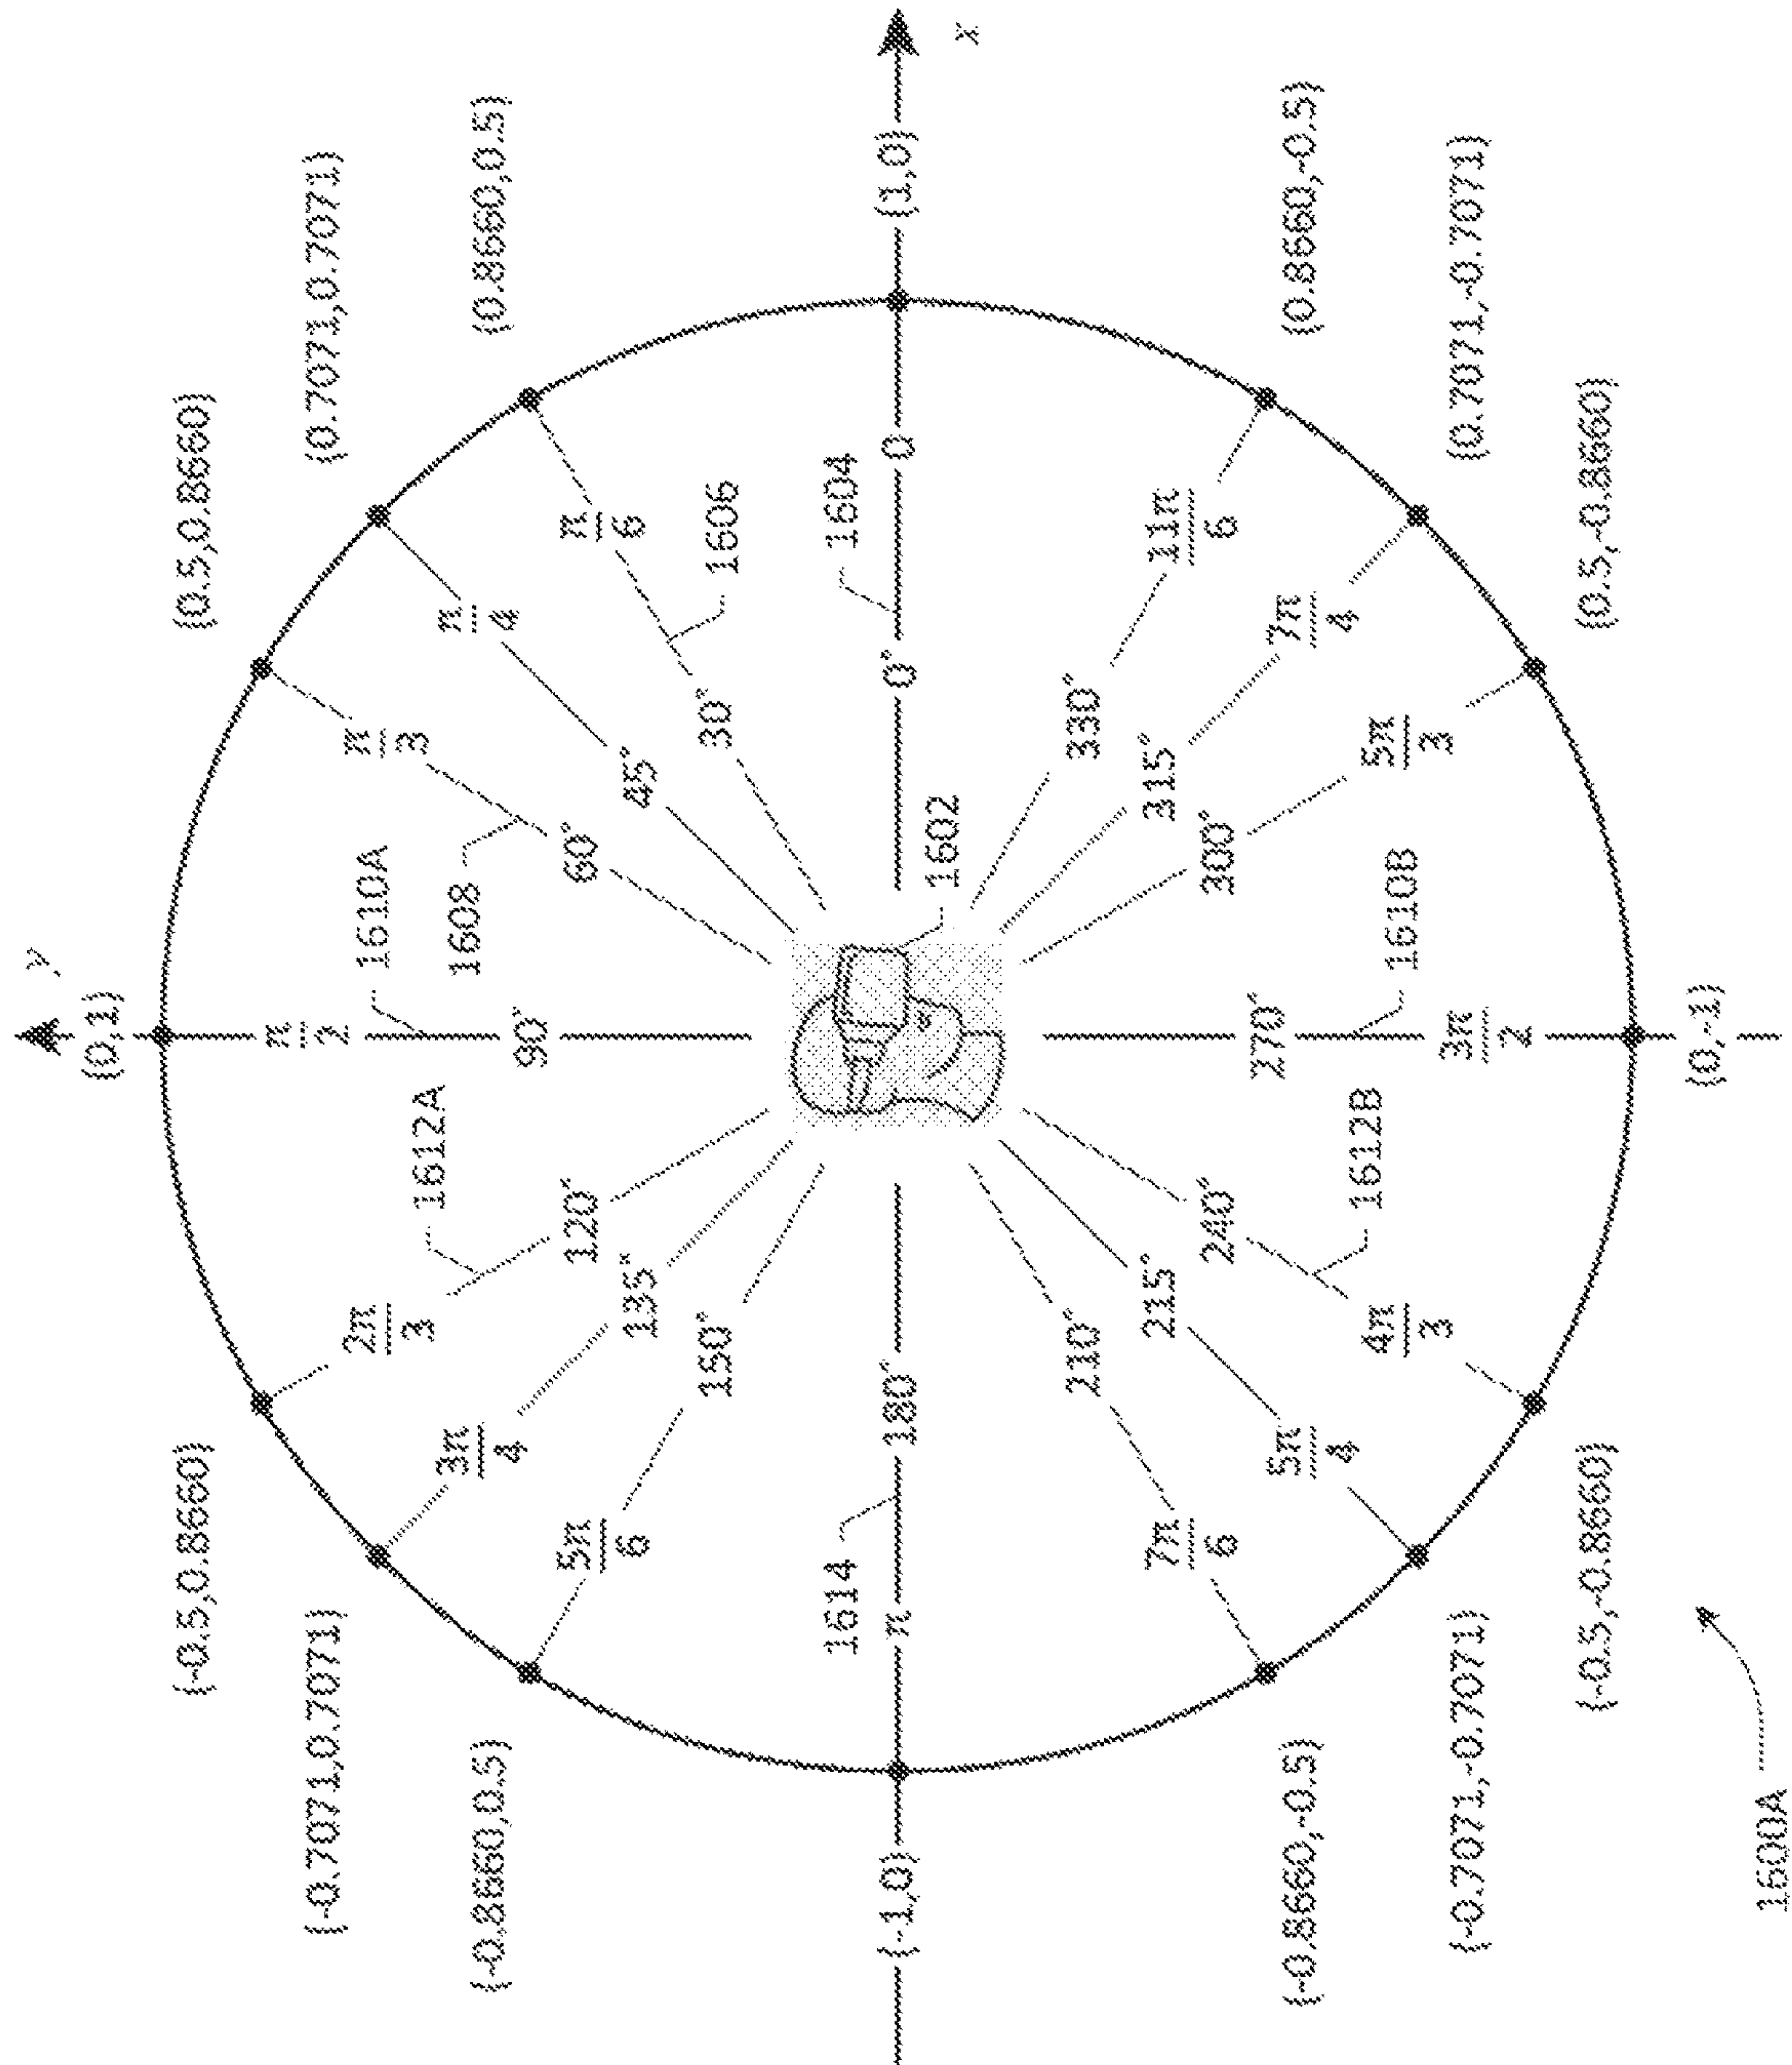 y
(0,1)
(-0.5,0.8660)
(0.5,0.8660)
(-0.7071,0.7071)
(0.7071,0.7071)
(-0.8660,0.5)
(0.8660,0.5)
π/2
2π/3
π/3
1612A
1610A
1608
3π/4
π/4
90°
120°
60°
5π/6
π/6
135°
45°
150°
30°
1606
1614
1604
(-1,0)
π
180°
0°
0
(1,0)
x
1602
210°
330°
7π/6
11π/6
215°
315°
240°
300°
270°
5π/4
7π/4
(-0.8660,-0.5)
(0.8660,-0.5)
1612B
1610B
4π/3
5π/3
3π/2
(-0.7071,-0.7071)
(0.7071,-0.7071)
(-0.5,-0.8660)
(0.5,-0.8660)
(0,-1)
1600A